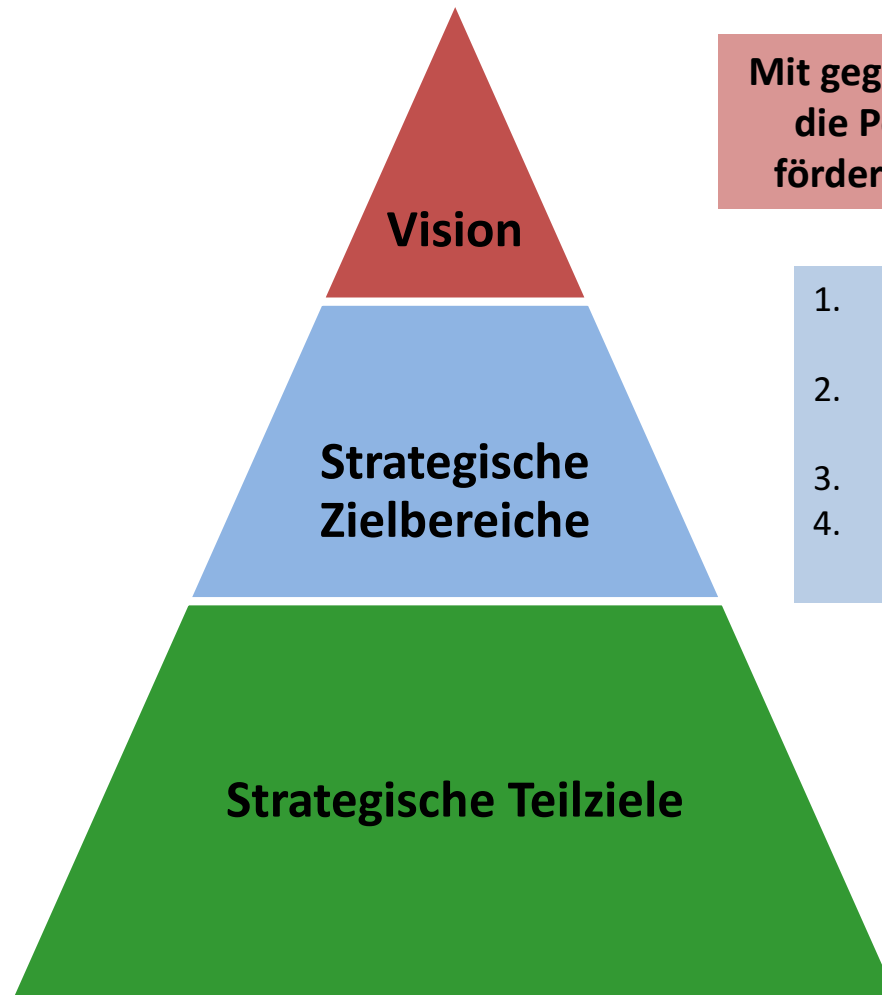 Vision
Mit geg
die P
förder
Strategische
Zielbereiche
1.
2.
3.
4.
Strategische Teilziele